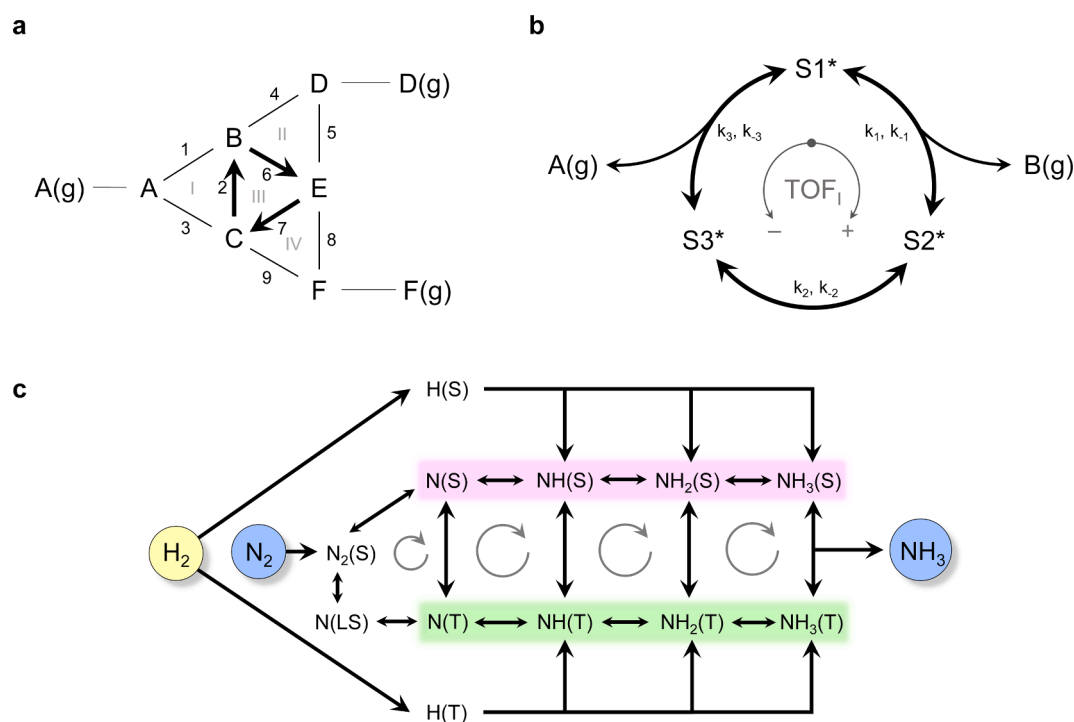 a
D D(g)
4
B II 5
1 6
A(g) A I 2 III E
3 7
C IV 8
9
F F(g)
b
S1*
k₃, k₋₃ k₁, k₋₁
A(g) B(g)
TOF_I
− +
S3* S2*
k₂, k₋₂
c
H(S)
N(S) NH(S) NH₂(S) NH₃(S)
H₂ N₂ N₂(S) NH₃
N(LS) N(T) NH(T) NH₂(T) NH₃(T)
H(T)